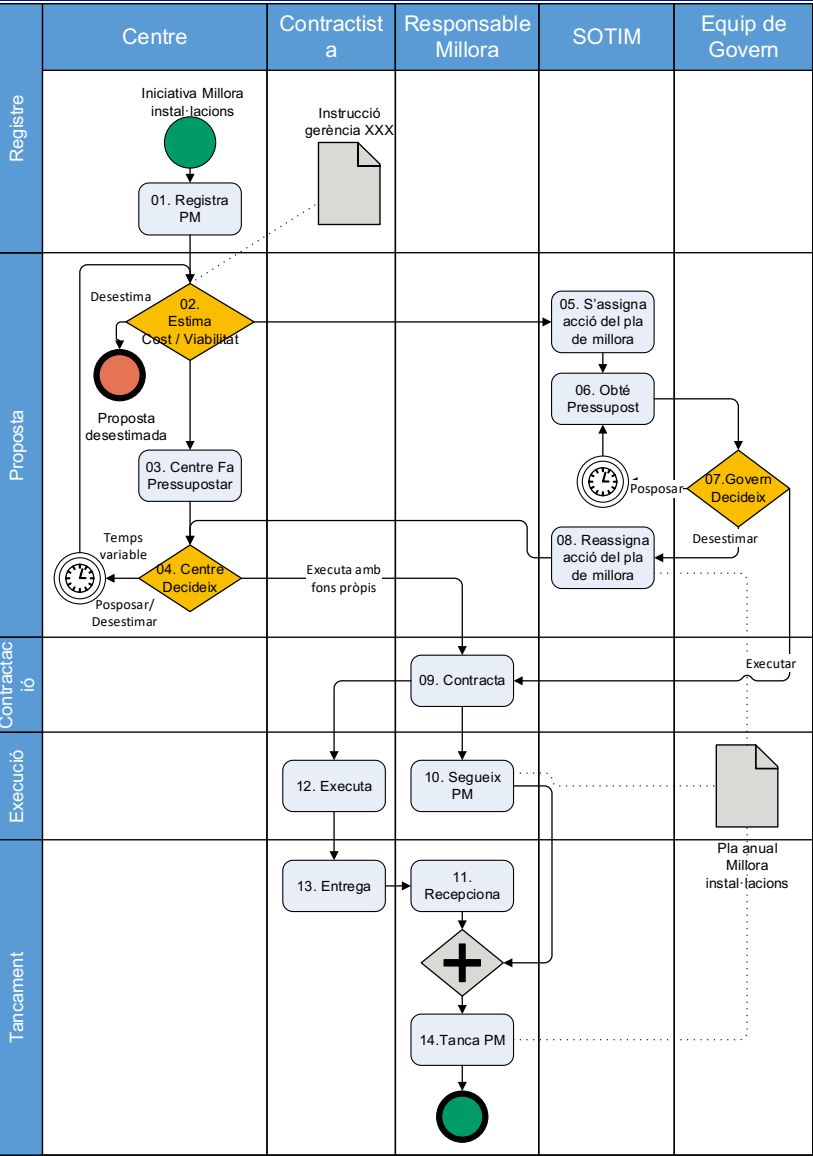 Centre
Contractist
a
Responsable
Millora
SOTIM
Equip de
Govern
Registre
Iniciativa Millora
instal·lacions
Instrucció
gerència XXX
01. Registra
PM
Proposta
Desestima
02.
Estima
Cost / Viabilitat
Proposta
desestimada
05. S'assigna
acció del pla
de millora
06. Obté
Pressupost
03. Centre Fa
Pressupostar
Posposar
07.Govern
Decideix
Desestimar
08. Reassigna
acció del pla
de millora
Temps
variable
04. Centre
Decideix
Posposar/
Desestimar
Executa amb
fons pròpis
Contractac
ió
09. Contracta
Executar
Execució
12. Executa
10. Segueix
PM
Pla anual
Millora
instal·lacions
Tancament
13. Entrega
11.
Recepciona
14.Tanca PM